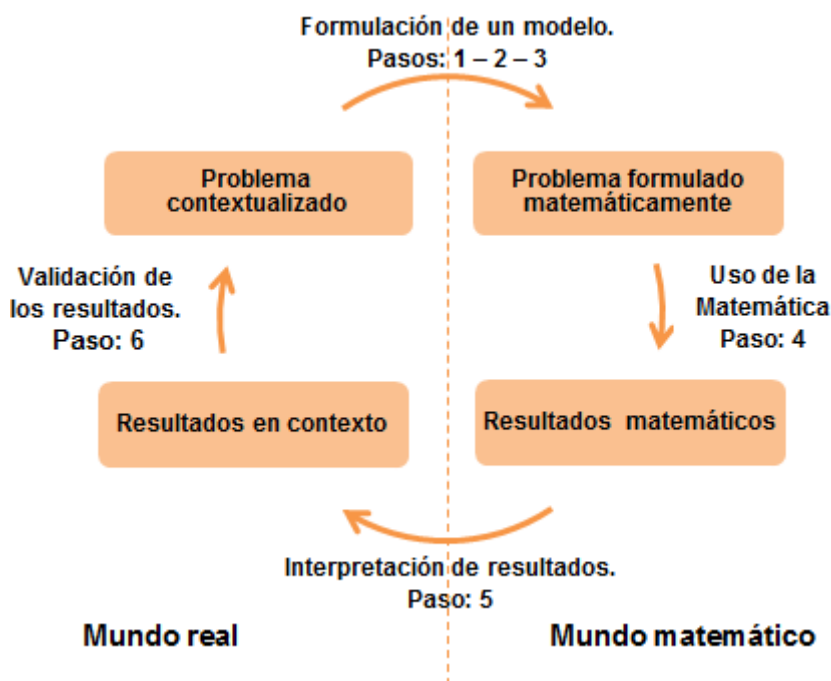 Formulación de un modelo.
Pasos: 1 – 2 – 3
Problema
contextualizado
Problema formulado
matemáticamente
Validación de
los resultados.
Paso: 6
Uso de la
Matemática
Paso: 4
Resultados en contexto
Resultados matemáticos
Interpretación de resultados.
Paso: 5
Mundo real
Mundo matemático